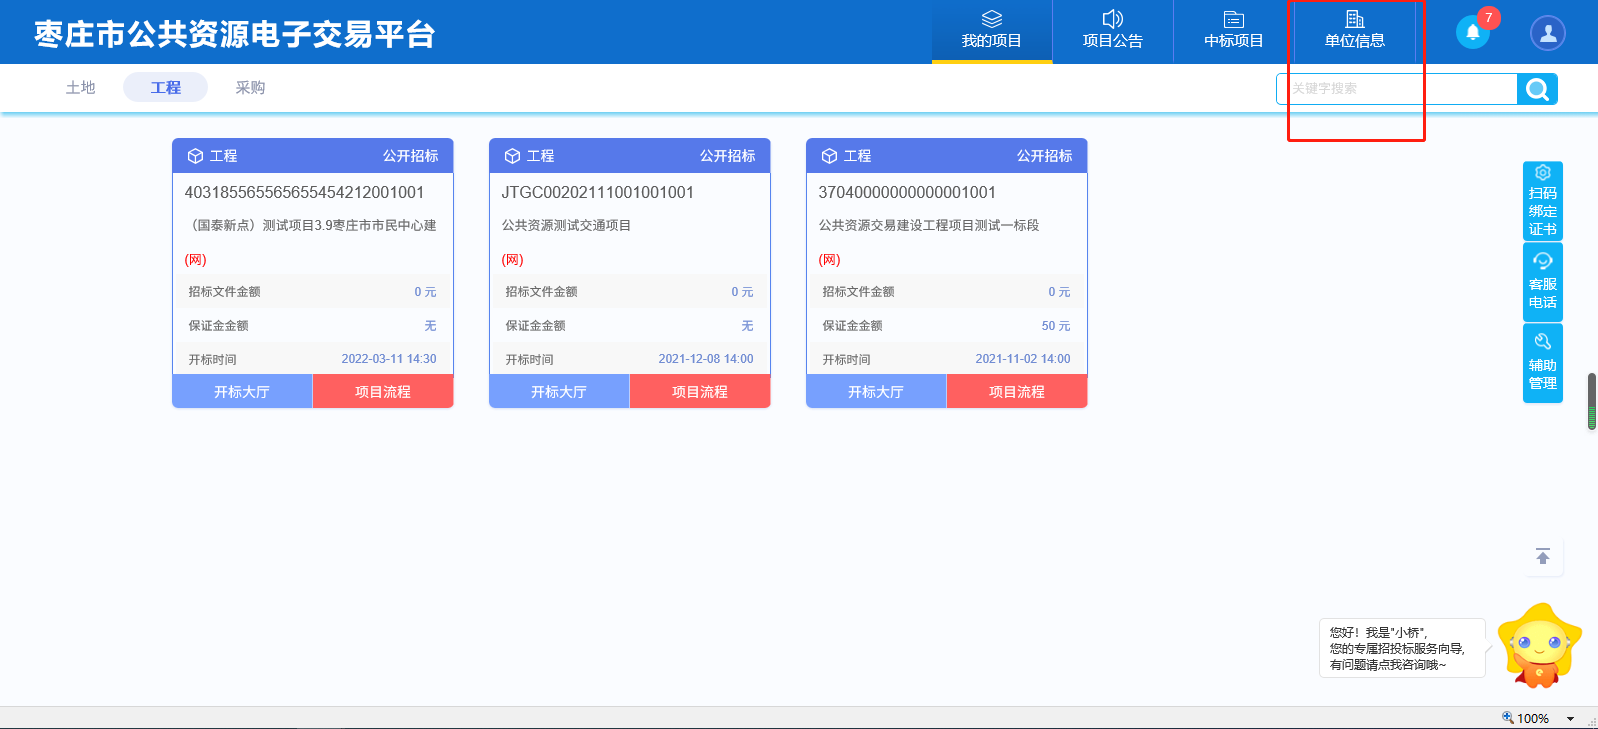 枣庄市公共资源电子交易平台
我的项目
项目公告
中标项目
单位信息
7
土地
工程
采购
关键字搜索
工程 公开招标
403185565565655454212001001
（国泰新点）测试项目3.9枣庄市市民中心建
(网)
招标文件金额 0 元
保证金金额 无
开标时间 2022-03-11 14:30
开标大厅 项目流程
工程 公开招标
JTGC00202111001001001
公共资源测试交通项目
(网)
招标文件金额 0 元
保证金金额 无
开标时间 2021-12-08 14:00
开标大厅 项目流程
工程 公开招标
37040000000000001001
公共资源交易建设工程项目测试一标段
(网)
招标文件金额 0 元
保证金金额 50 元
开标时间 2021-11-02 14:00
开标大厅 项目流程
扫码
绑定
证书
客服
电话
辅助
管理
您好！我是"小桥",
您的专属招投标服务向导,
有问题请点我咨询哦~
100%